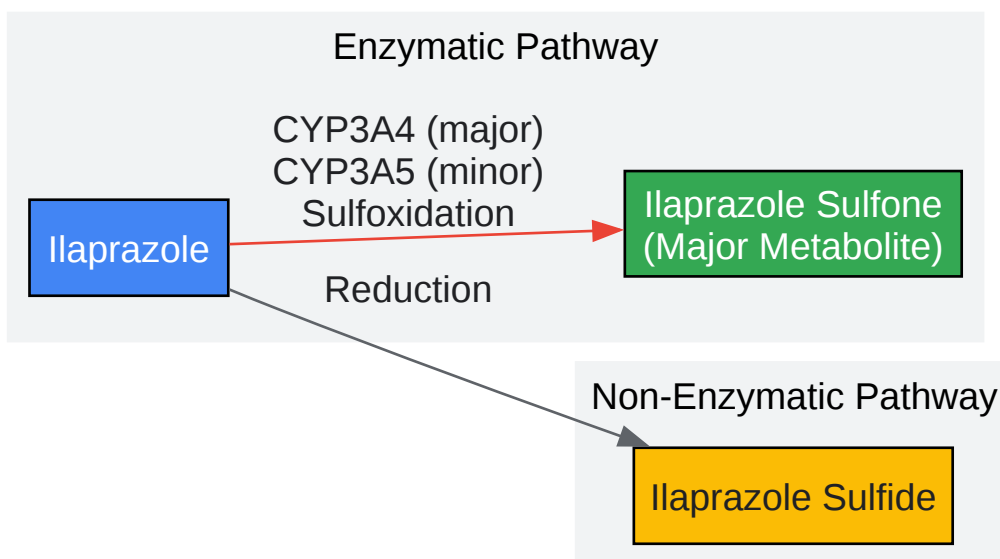 Enzymatic Pathway
CYP3A4 (major)
CYP3A5 (minor)
Sulfoxidation
Ilaprazole
Ilaprazole Sulfone
(Major Metabolite)
Reduction
Non-Enzymatic Pathway
Ilaprazole Sulfide